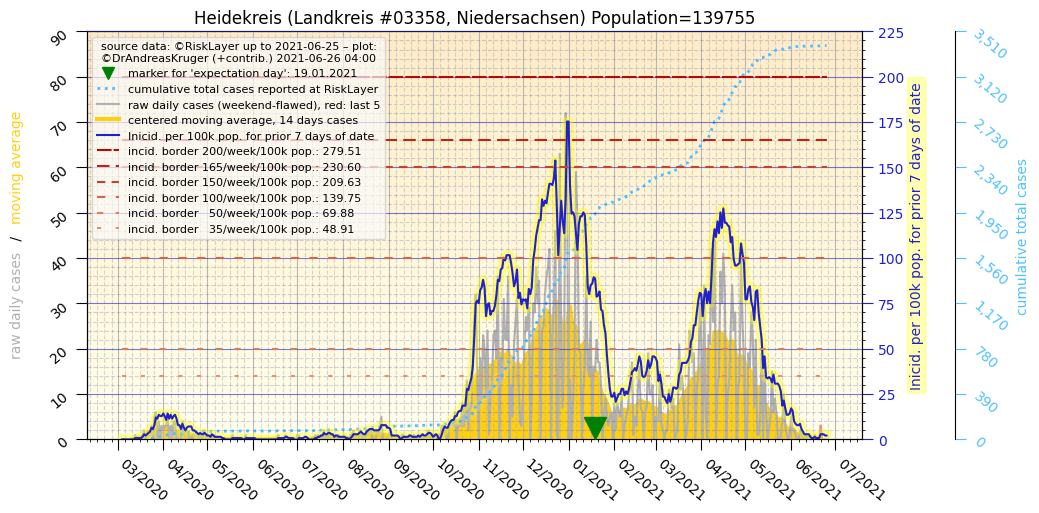 Heidekreis (Landkreis #03358, Niedersachsen) Population=139755
source data: ©RiskLayer up to 2021-06-25 – plot:
©DrAndreasKruger (+contrib.) 2021-06-26 04:00
marker for 'expectation day': 19.01.2021
cumulative total cases reported at RiskLayer
raw daily cases (weekend-flawed), red: last 5
centered moving average, 14 days cases
Inicid. per 100k pop. for prior 7 days of date
incid. border 200/week/100k pop.: 279.51
incid. border 165/week/100k pop.: 230.60
incid. border 150/week/100k pop.: 209.63
incid. border 100/week/100k pop.: 139.75
incid. border   50/week/100k pop.: 69.88
incid. border   35/week/100k pop.: 48.91
raw daily cases / moving average
90
80
70
60
50
40
30
20
10
0
225
200
175
150
125
100
75
50
25
0
Inicid. per 100k pop. for prior 7 days of date
3,510
3,120
2,730
2,340
1,950
1,560
1,170
780
390
0
cumulative total cases
03/2020
04/2020
05/2020
06/2020
07/2020
08/2020
09/2020
10/2020
11/2020
12/2020
01/2021
02/2021
03/2021
04/2021
05/2021
06/2021
07/2021